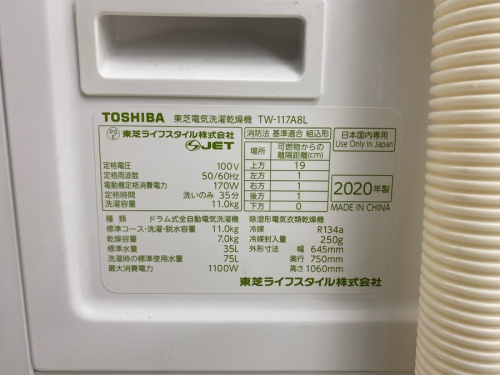 TOSHIBA 東芝電気洗濯乾燥機 TW-117A8L
PS E 東芝ライフスタイル株式会社
JET
定格電圧 100V
定格周波数 50/60Hz
電動機定格消費電力 170W
定格時間 洗いのみ 35分
洗濯容量 11.0kg
消防法 基準適合 組込形
場所 可燃物からの離隔距離(cm)
上方 19
左方 1
右方 1
後方 1
下方 0
日本国内専用
Use Only in Japan
2020年製
MADE IN CHINA
種類 ドラム式全自動電気洗濯機
標準コース・洗濯・脱水容量 11.0kg
乾燥容量 7.0kg
標準水量 35L
洗濯時の標準使用水量 75L
最大消費電力 1100W
除湿形電気衣類乾燥機
冷媒 R134a
冷媒封入量 250g
外形寸法 幅 645mm
奥行 750mm
高さ 1060mm
東芝ライフスタイル株式会社